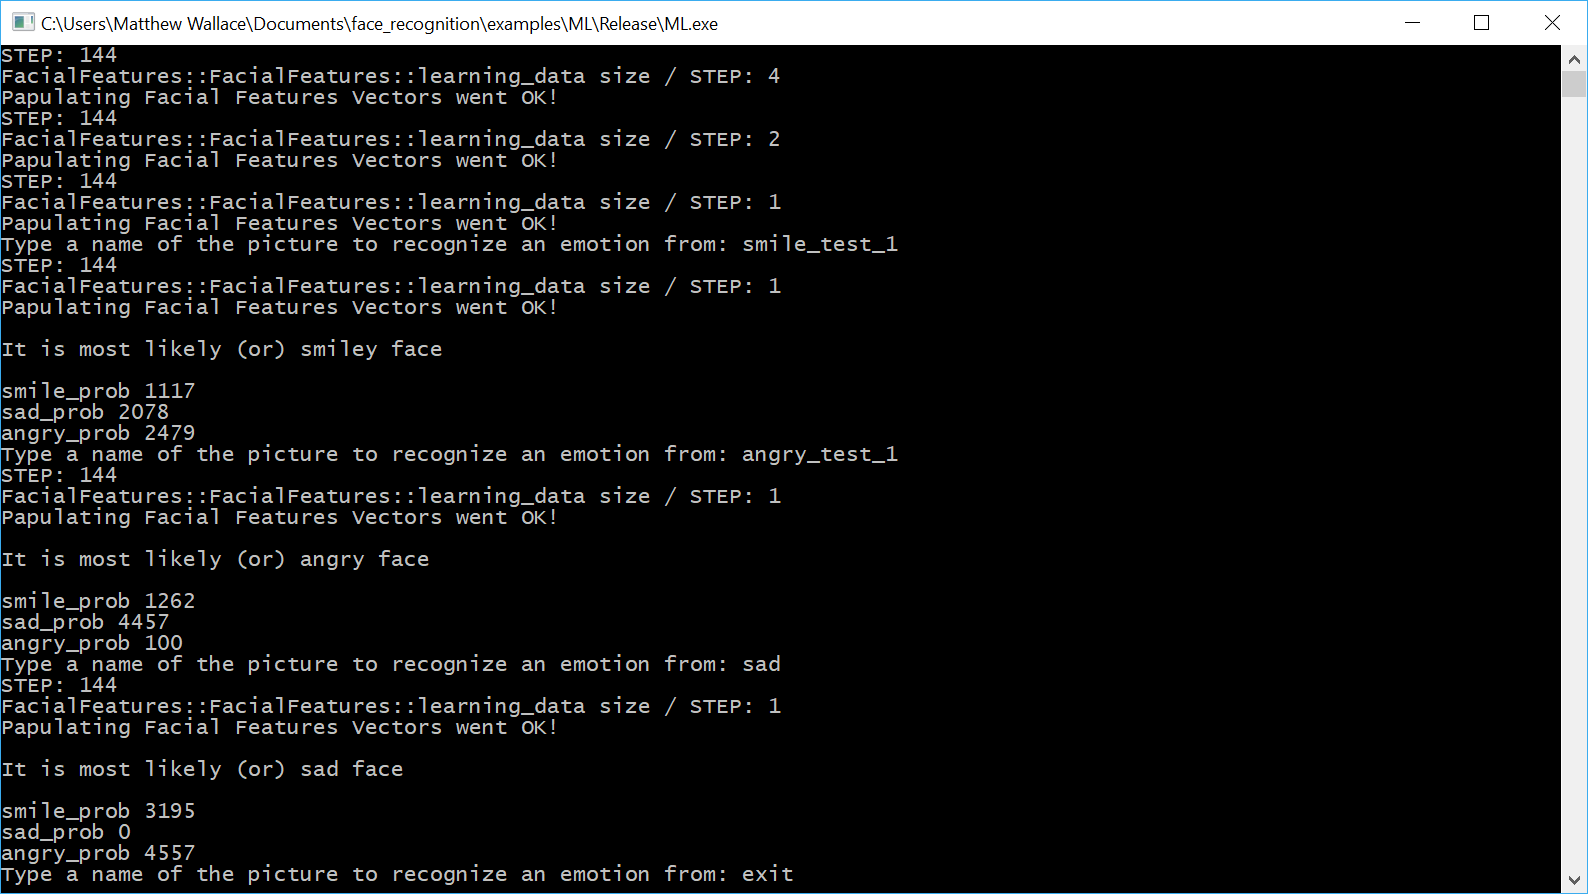 C:\Users\Matthew Wallace\Documents\face_recognition\examples\ML\Release\ML.exe
STEP: 144
FacialFeatures::FacialFeatures::learning_data size / STEP: 4
Papulating Facial Features Vectors went OK!
STEP: 144
FacialFeatures::FacialFeatures::learning_data size / STEP: 2
Papulating Facial Features Vectors went OK!
STEP: 144
FacialFeatures::FacialFeatures::learning_data size / STEP: 1
Papulating Facial Features Vectors went OK!
Type a name of the picture to recognize an emotion from: smile_test_1
STEP: 144
FacialFeatures::FacialFeatures::learning_data size / STEP: 1
Papulating Facial Features Vectors went OK!
It is most likely (or) smiley face
smile_prob 1117
sad_prob 2078
angry_prob 2479
Type a name of the picture to recognize an emotion from: angry_test_1
STEP: 144
FacialFeatures::FacialFeatures::learning_data size / STEP: 1
Papulating Facial Features Vectors went OK!
It is most likely (or) angry face
smile_prob 1262
sad_prob 4457
angry_prob 100
Type a name of the picture to recognize an emotion from: sad
STEP: 144
FacialFeatures::FacialFeatures::learning_data size / STEP: 1
Papulating Facial Features Vectors went OK!
It is most likely (or) sad face
smile_prob 3195
sad_prob 0
angry_prob 4557
Type a name of the picture to recognize an emotion from: exit